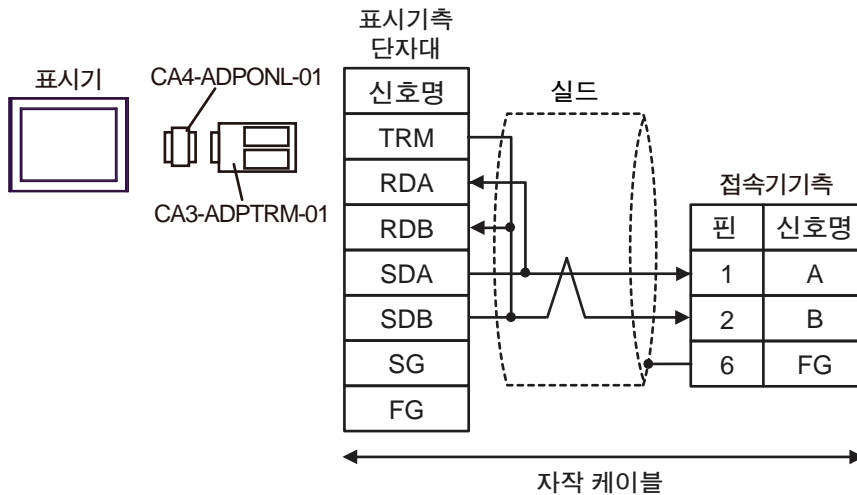 표시기
CA4-ADPONL-01
CA3-ADPTRM-01
표시기측
단자대
신호명
TRM
RDA
RDB
SDA
SDB
SG
FG
실드
접속기기측
핀 신호명
1 A
2 B
6 FG
자작 케이블